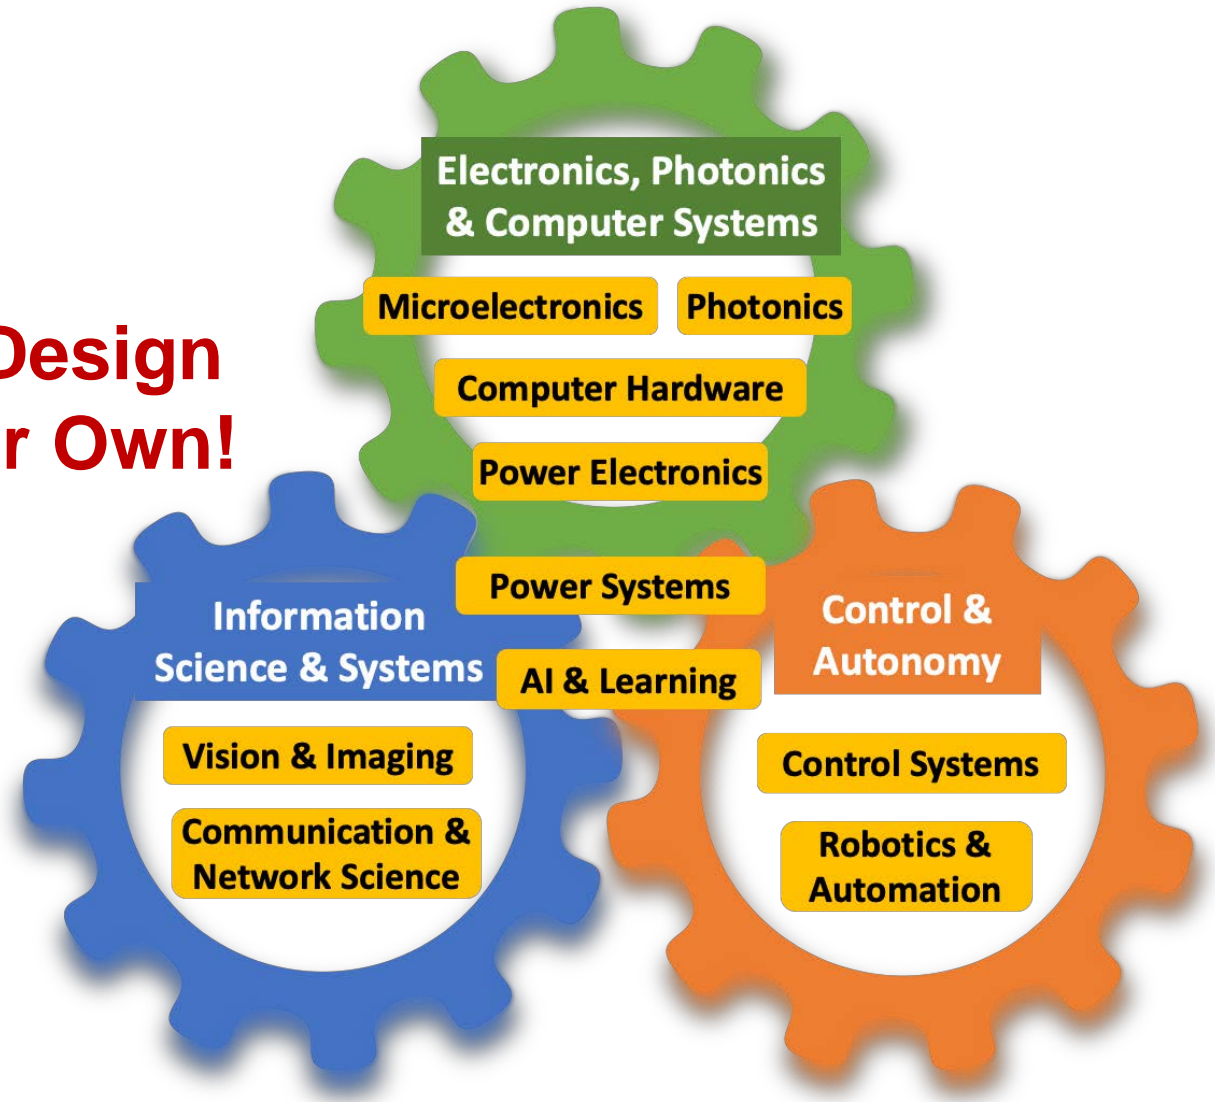 Electronics, Photonics
& Computer Systems
Microelectronics
Photonics
Computer Hardware
Power Electronics
Design
r Own!
Power Systems
AI & Learning
Information
Science & Systems
Vision & Imaging
Communication &
Network Science
Control &
Autonomy
Control Systems
Robotics &
Automation